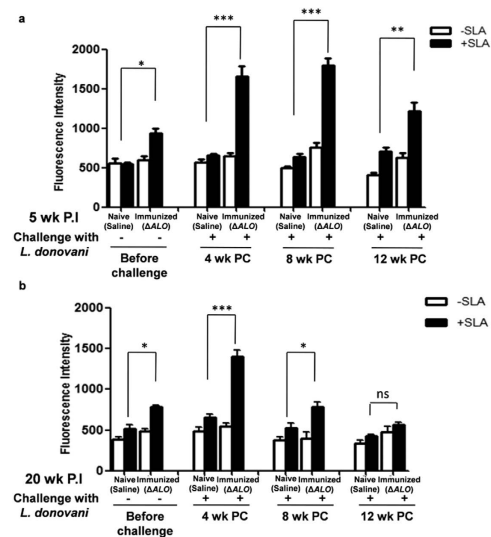 a
***
***
**
*
-SLA
+SLA
Fluorescence Intensity
2000
1500
1000
500
0
5 wk P.I
Naive (Saline) Immunized (ΔALO) Naive (Saline) Immunized (ΔALO) Naive (Saline) Immunized (ΔALO) Naive (Saline) Immunized (ΔALO)
Challenge with L. donovani - - + + + + + +
Before challenge 4 wk PC 8 wk PC 12 wk PC
b
***
*
*
ns
-SLA
+SLA
Fluorescence Intensity
2000
1500
1000
500
0
20 wk P.I
Naive (Saline) Immunized (ΔALO) Naive (Saline) Immunized (ΔALO) Naive (Saline) Immunized (ΔALO) Naive (Saline) Immunized (ΔALO)
Challenge with L. donovani - - + + + + + +
Before challenge 4 wk PC 8 wk PC 12 wk PC